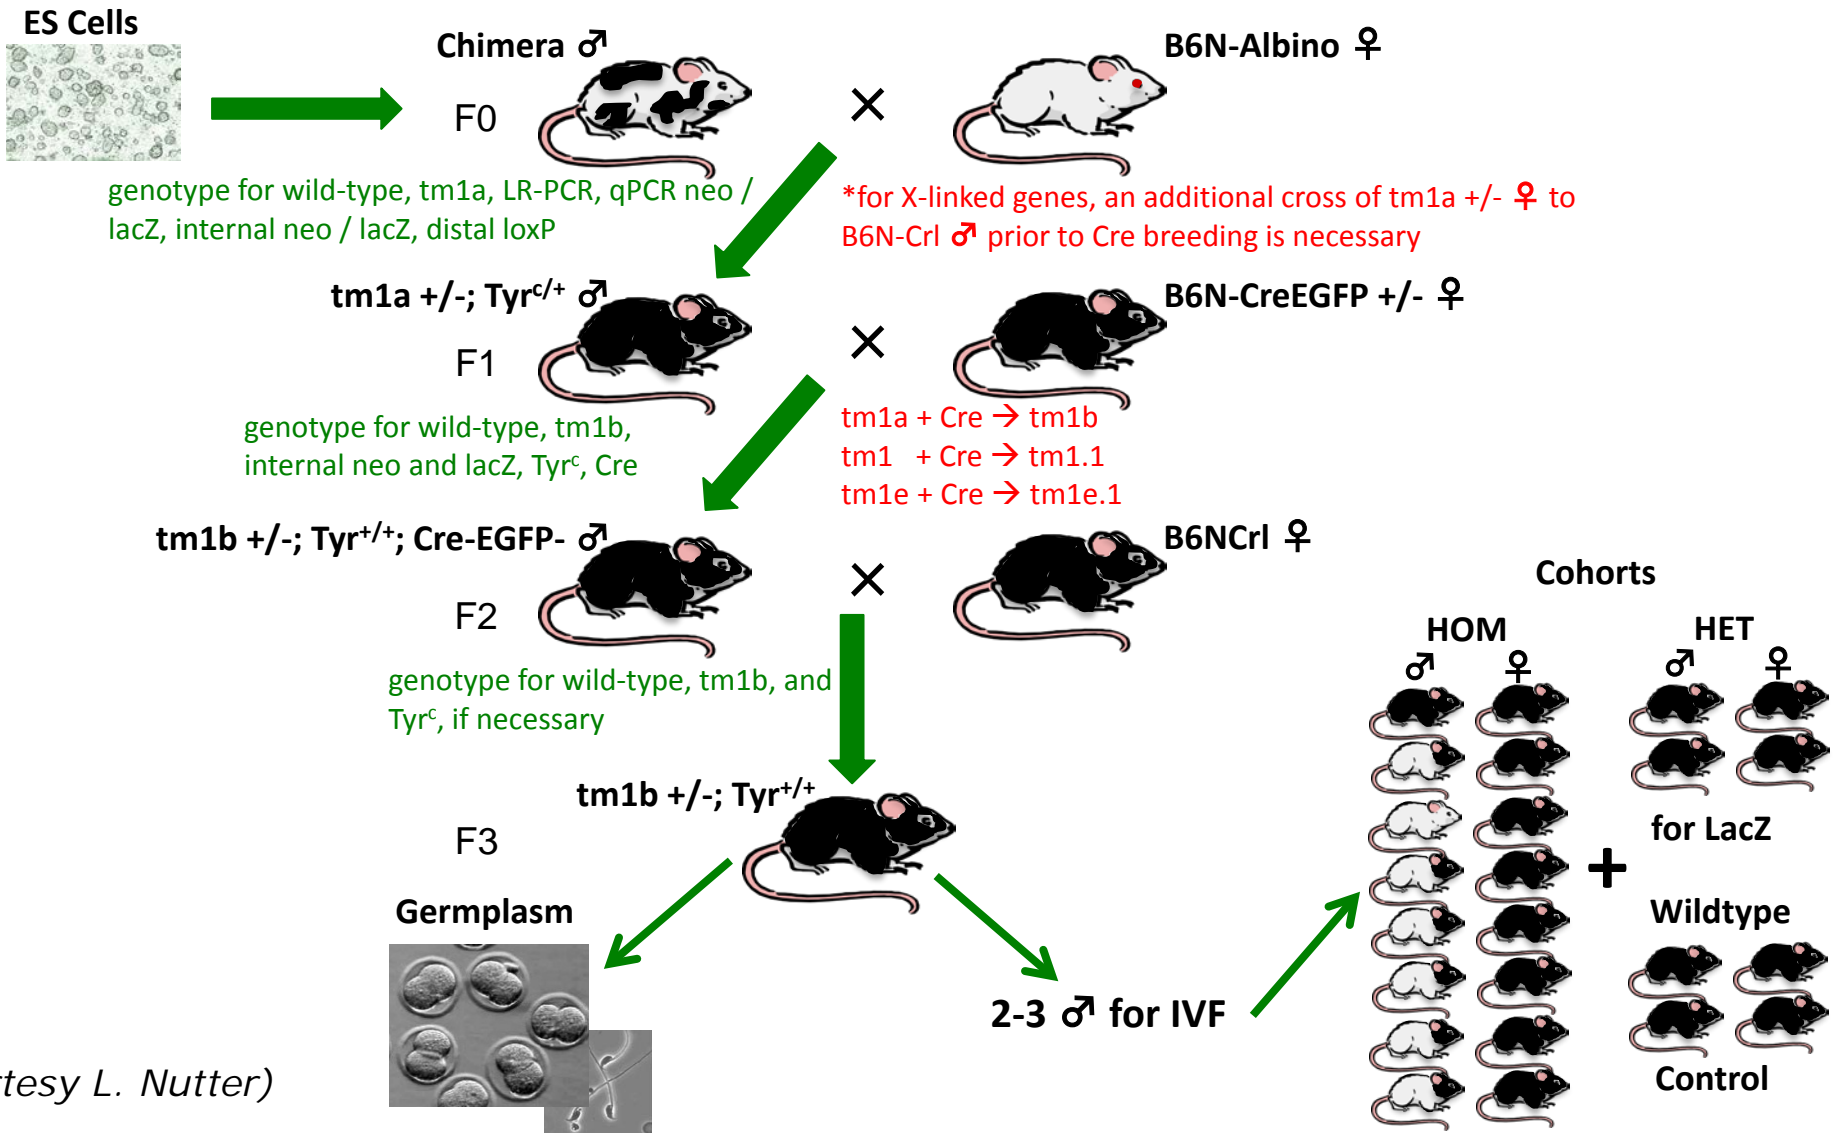 ES Cells
Chimera ♂
B6N-Albino ♀
F0
×
genotype for wild-type, tm1a, LR-PCR, qPCR neo /
lacZ, internal neo / lacZ, distal loxP
*for X-linked genes, an additional cross of tm1a +/- ♀ to
B6N-Crl ♂ prior to Cre breeding is necessary
tm1a +/-; Tyrc/+ ♂
B6N-CreEGFP +/- ♀
F1
×
genotype for wild-type, tm1b,
internal neo and lacZ, Tyrc, Cre
tm1a + Cre → tm1b
tm1 + Cre → tm1.1
tm1e + Cre → tm1e.1
tm1b +/-; Tyr+/+; Cre-EGFP- ♂
B6NCrl ♀
F2
×
genotype for wild-type, tm1b, and
Tyrc, if necessary
tm1b +/-; Tyr+/+
F3
Germplasm
2-3 ♂ for IVF
Cohorts
HOM
HET
♂ ♀
♂ ♀
for LacZ
+
Wildtype
Control
tesy L. Nutter)